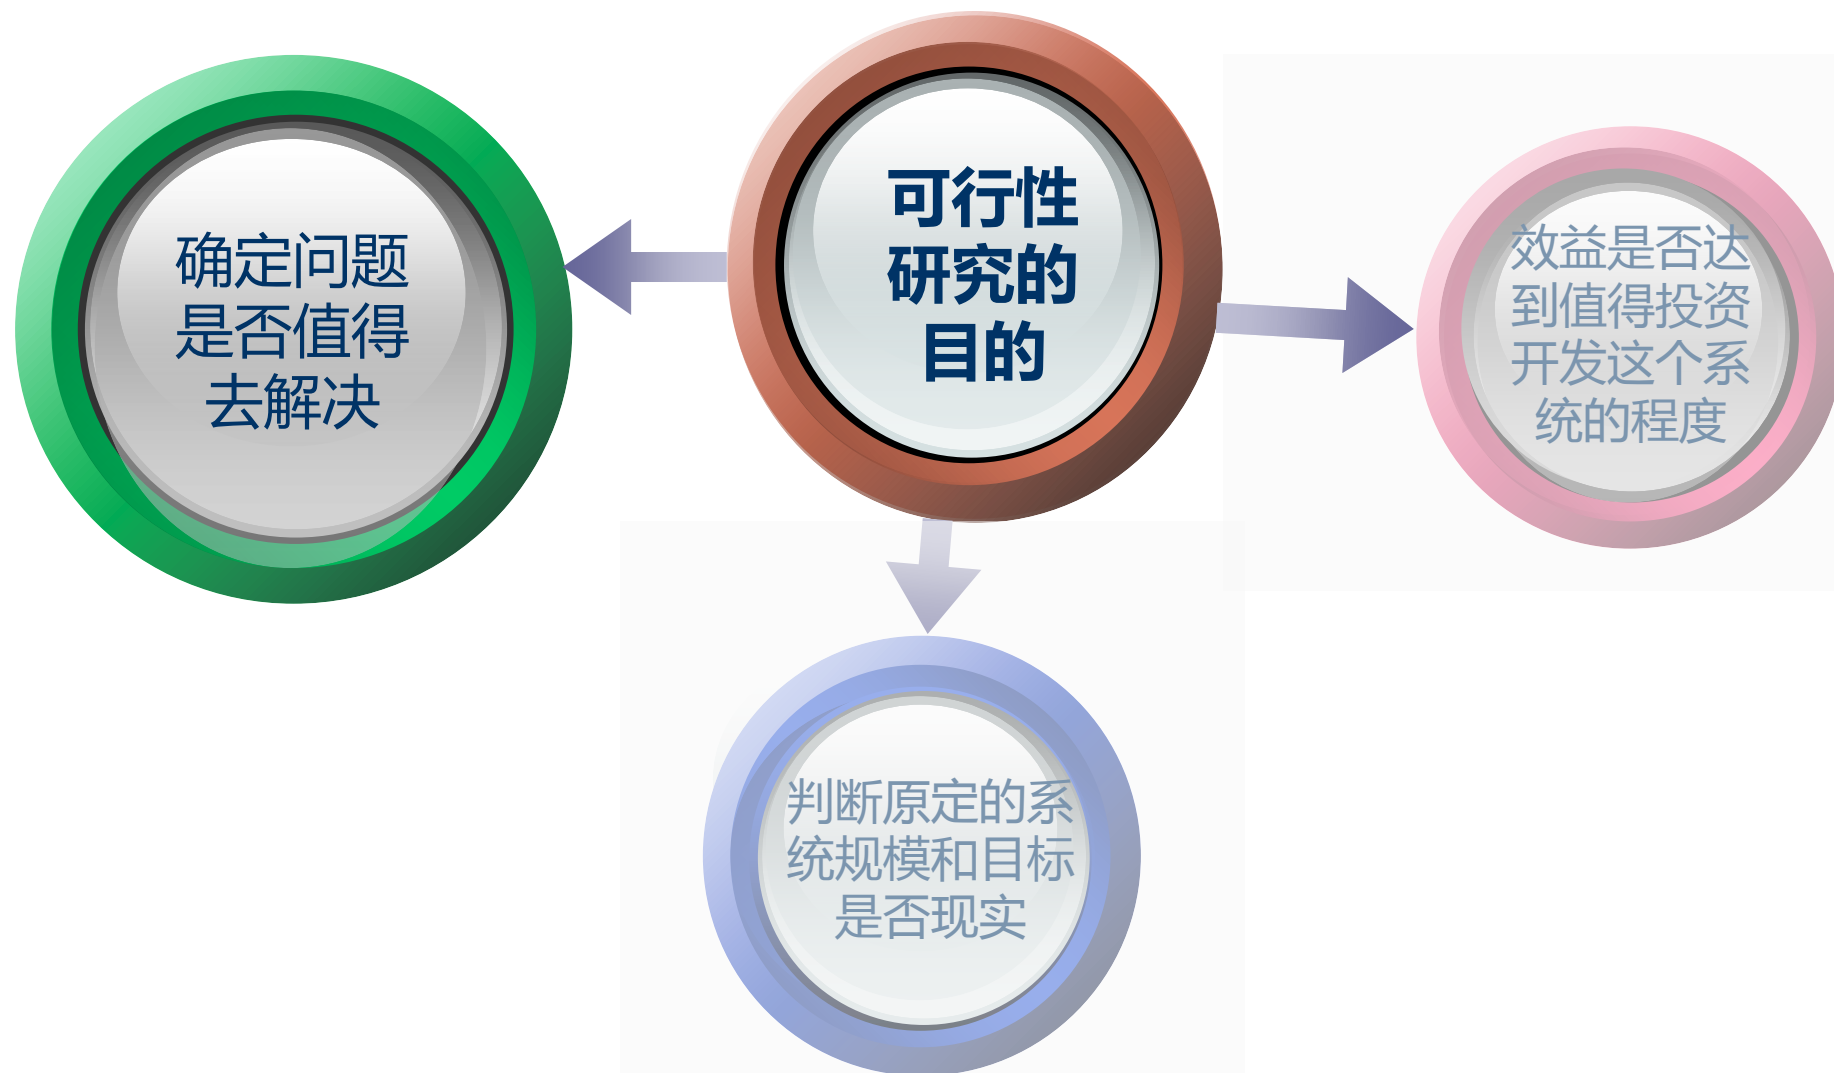 可行性
研究的
目的
确定问题
是否值得
去解决
效益是否达
到值得投资
开发这个系
统的程度
判断原定的系
统规模和目标
是否现实